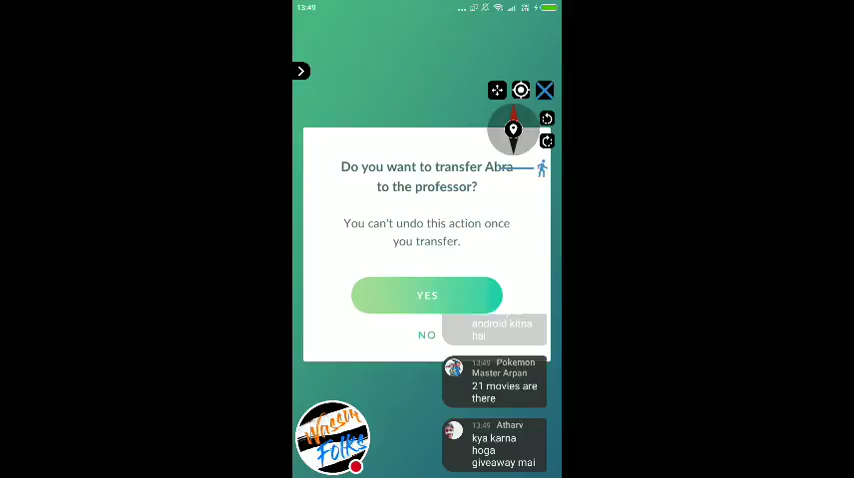 13:49
Do you want to transfer Abra
to the professor?
You can't undo this action once
you transfer.
YES
NO
android kitna
hai
13:49 Pokemon
Master Arpan
21 movies are
there
13:49 Atharv
kya karna
hoga
giveaway mai
Wassup
Folks